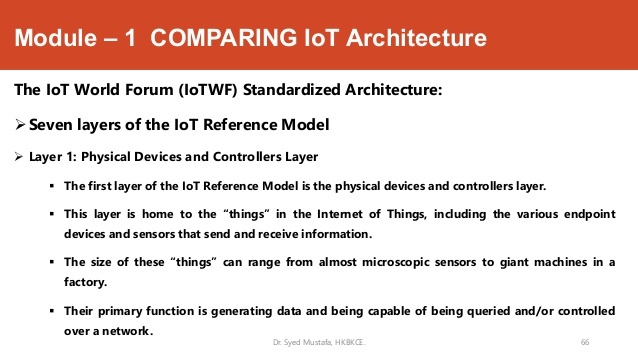 Module – 1 COMPARING IoT Architecture
The IoT World Forum (IoTWF) Standardized Architecture:
➢ Seven layers of the IoT Reference Model
➢ Layer 1: Physical Devices and Controllers Layer
▪ The first layer of the IoT Reference Model is the physical devices and controllers layer.
▪ This layer is home to the “things” in the Internet of Things, including the various endpoint
devices and sensors that send and receive information.
▪ The size of these “things” can range from almost microscopic sensors to giant machines in a
factory.
▪ Their primary function is generating data and being capable of being queried and/or controlled
over a network.
Dr. Syed Mustafa, HKBKCE.
66